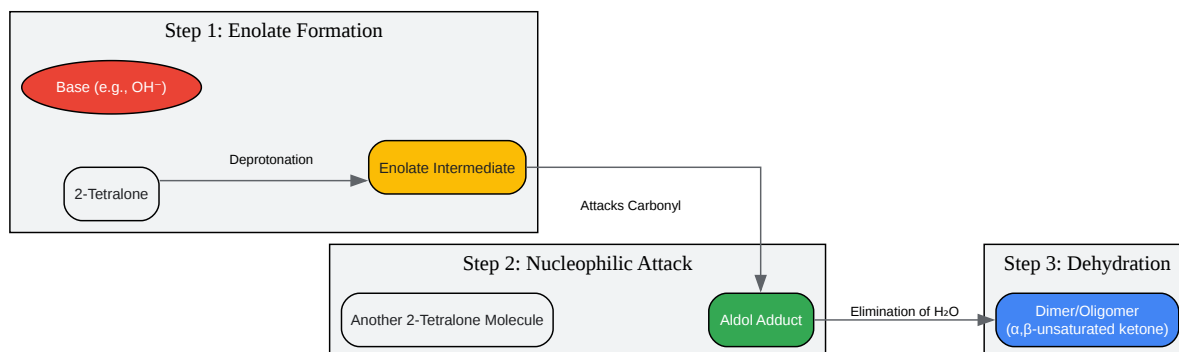 Step 1: Enolate Formation
Base (e.g., OH⁻)
Deprotonation
2-Tetralone
Enolate Intermediate
Attacks Carbonyl
Step 2: Nucleophilic Attack
Another 2-Tetralone Molecule
Aldol Adduct
Elimination of H₂O
Step 3: Dehydration
Dimer/Oligomer
(α,β-unsaturated ketone)